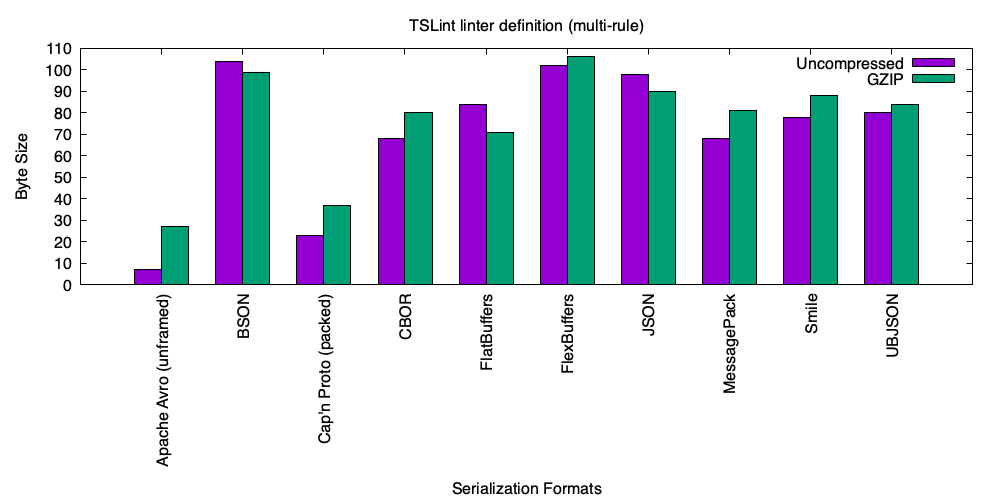 TSLint linter definition (multi-rule)
Uncompressed
GZIP
110
100
90
80
70
60
50
40
30
20
10
0
Byte Size
Apache Avro (unframed)
BSON
Cap'n Proto (packed)
CBOR
FlatBuffers
FlexBuffers
JSON
MessagePack
Smile
UBJSON
Serialization Formats